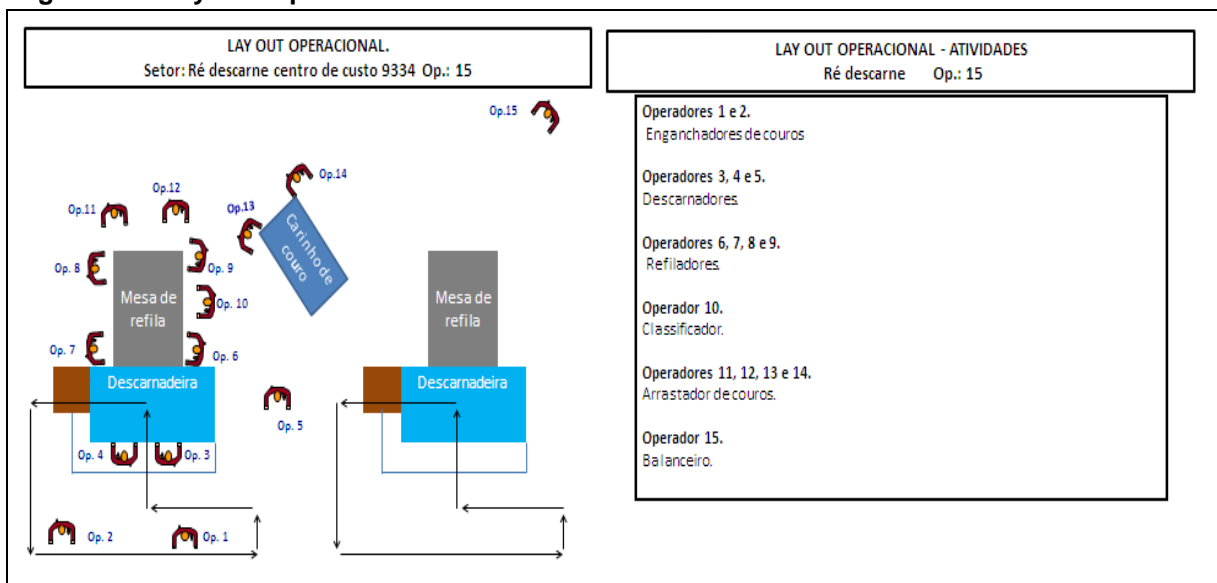 LAY OUT OPERACIONAL.
Setor: Ré descarne centro de custo 9334 Op.: 15
Op.15
Op.14
Op.12
Op.11
Op.13
Carinho de
couro
Op. 8
Op. 9
Mesa de
refila
Op. 10
Op. 7
Op. 6
Descarnadeira
Op. 5
Op. 4
Op. 3
Op. 2
Op. 1
Mesa de
refila
Descarnadeira
LAY OUT OPERACIONAL - ATIVIDADES
Ré descarne Op.: 15
Operadores 1 e 2.
Enganchadores de couros
Operadores 3, 4 e 5.
Descarnadores.
Operadores 6, 7, 8 e 9.
Refiladores.
Operador 10.
Classificador.
Operadores 11, 12, 13 e 14.
Arrastador de couros.
Operador 15.
Balanceiro.